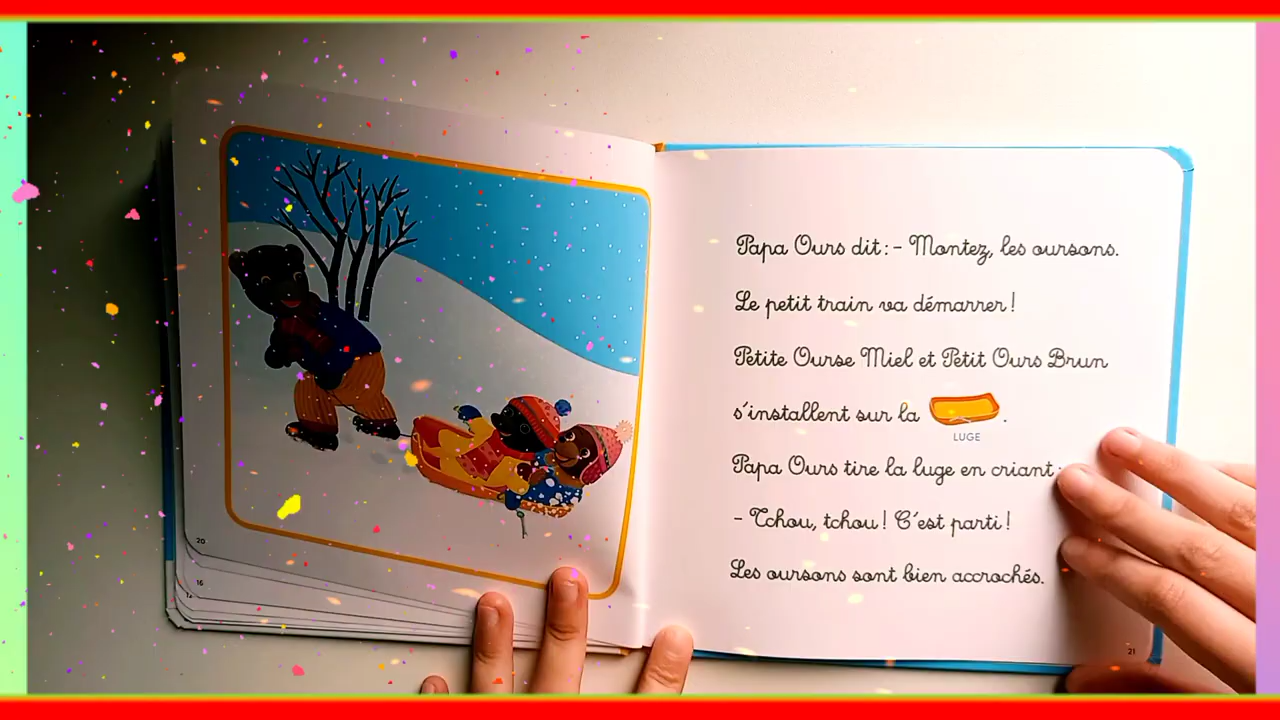 Papa Ours dit : - Montez, les oursons.
Le petit train va démarrer !
Petite Ourse Miel et Petit Ours Brun
s'installent sur la .
LUGE
Papa Ours tire la luge en criant :
- Tchou, tchou ! C'est parti !
Les oursons sont bien accrochés.
20
16
21